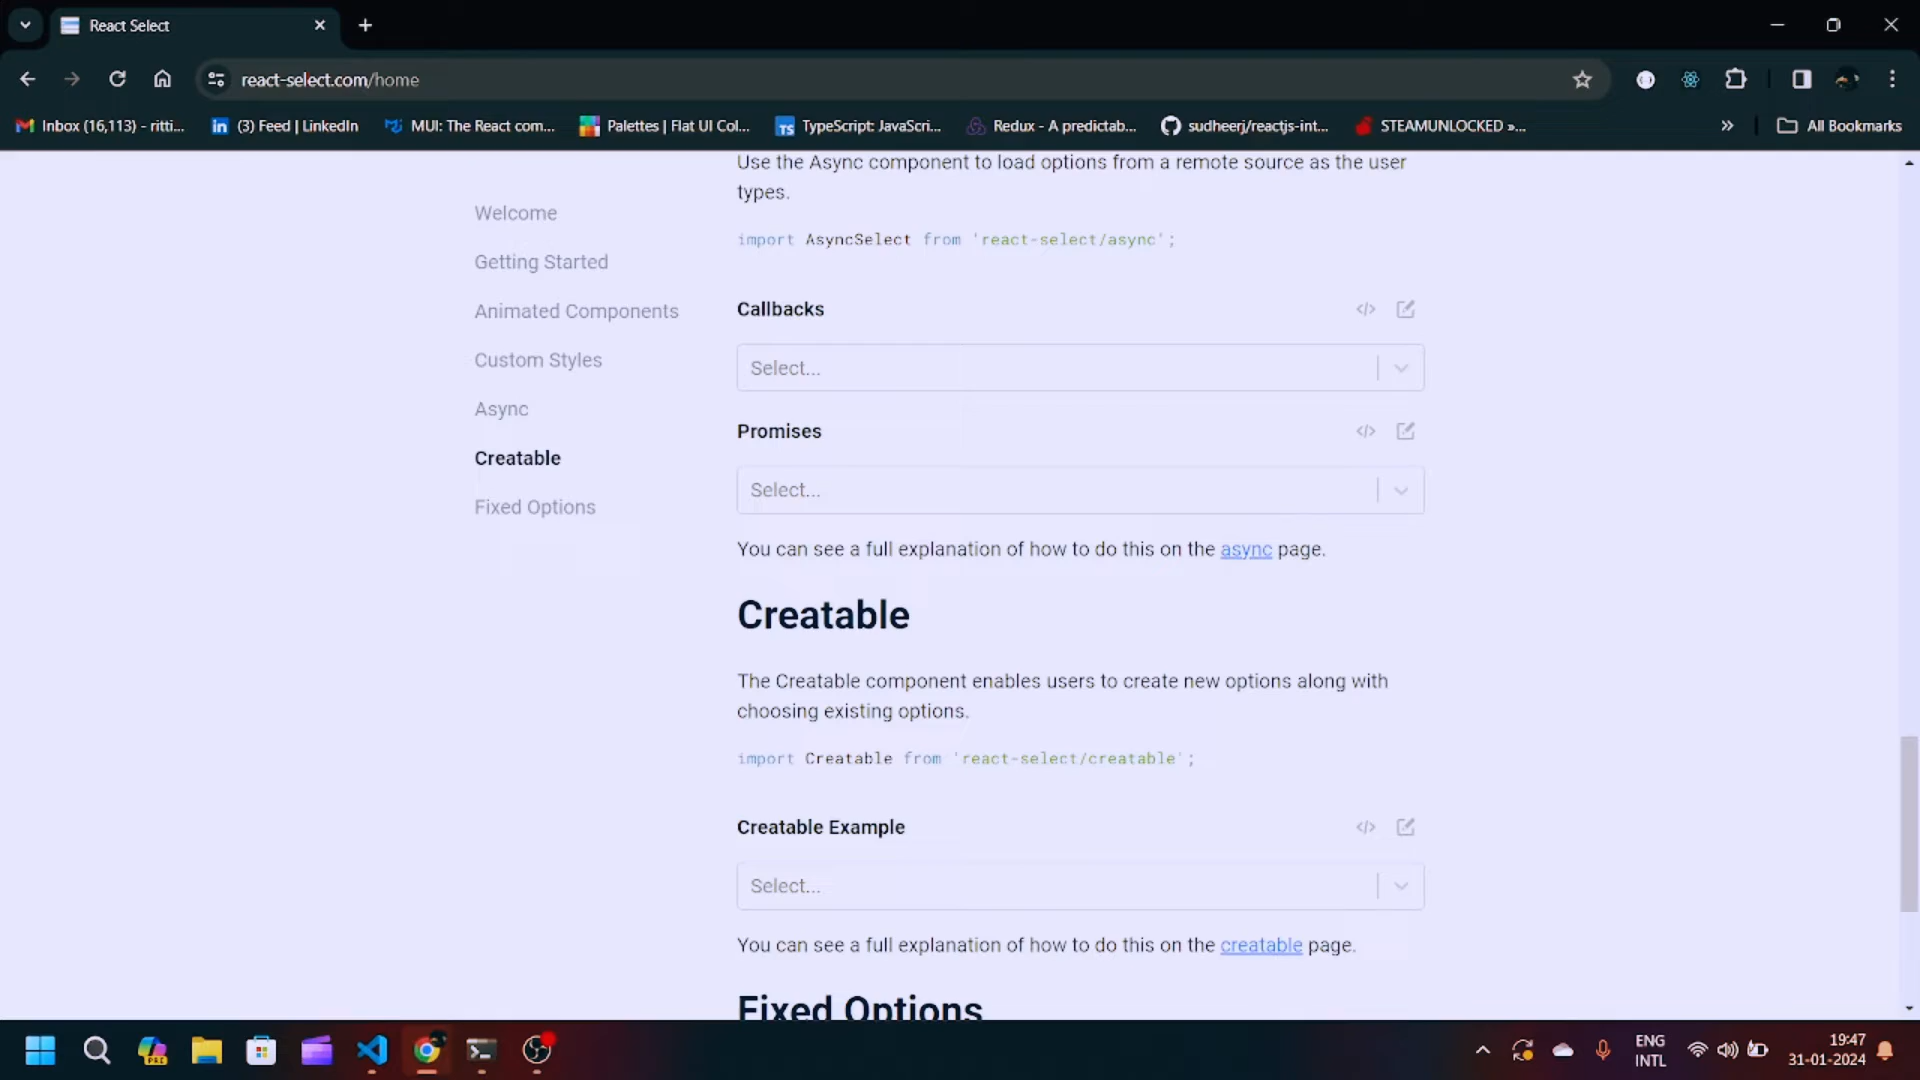 React Select
react-select.com/home
Inbox (16,113) - ritti...
(3) Feed | LinkedIn
MUI: The React com...
Palettes | Flat UI Col...
TypeScript: JavaScri...
Redux - A predictab...
sudheerj/reactjs-int...
STEAMUNLOCKED »...
All Bookmarks
Welcome
Getting Started
Animated Components
Custom Styles
Async
Creatable
Fixed Options
Use the Async component to load options from a remote source as the user
types.
import AsyncSelect from 'react-select/async';
Callbacks
Select...
Promises
Select...
You can see a full explanation of how to do this on the async page.
Creatable
The Creatable component enables users to create new options along with
choosing existing options.
import Creatable from 'react-select/creatable';
Creatable Example
Select...
You can see a full explanation of how to do this on the creatable page.
Fixed Options
PRE
ENG
INTL
19:47
31-01-2024